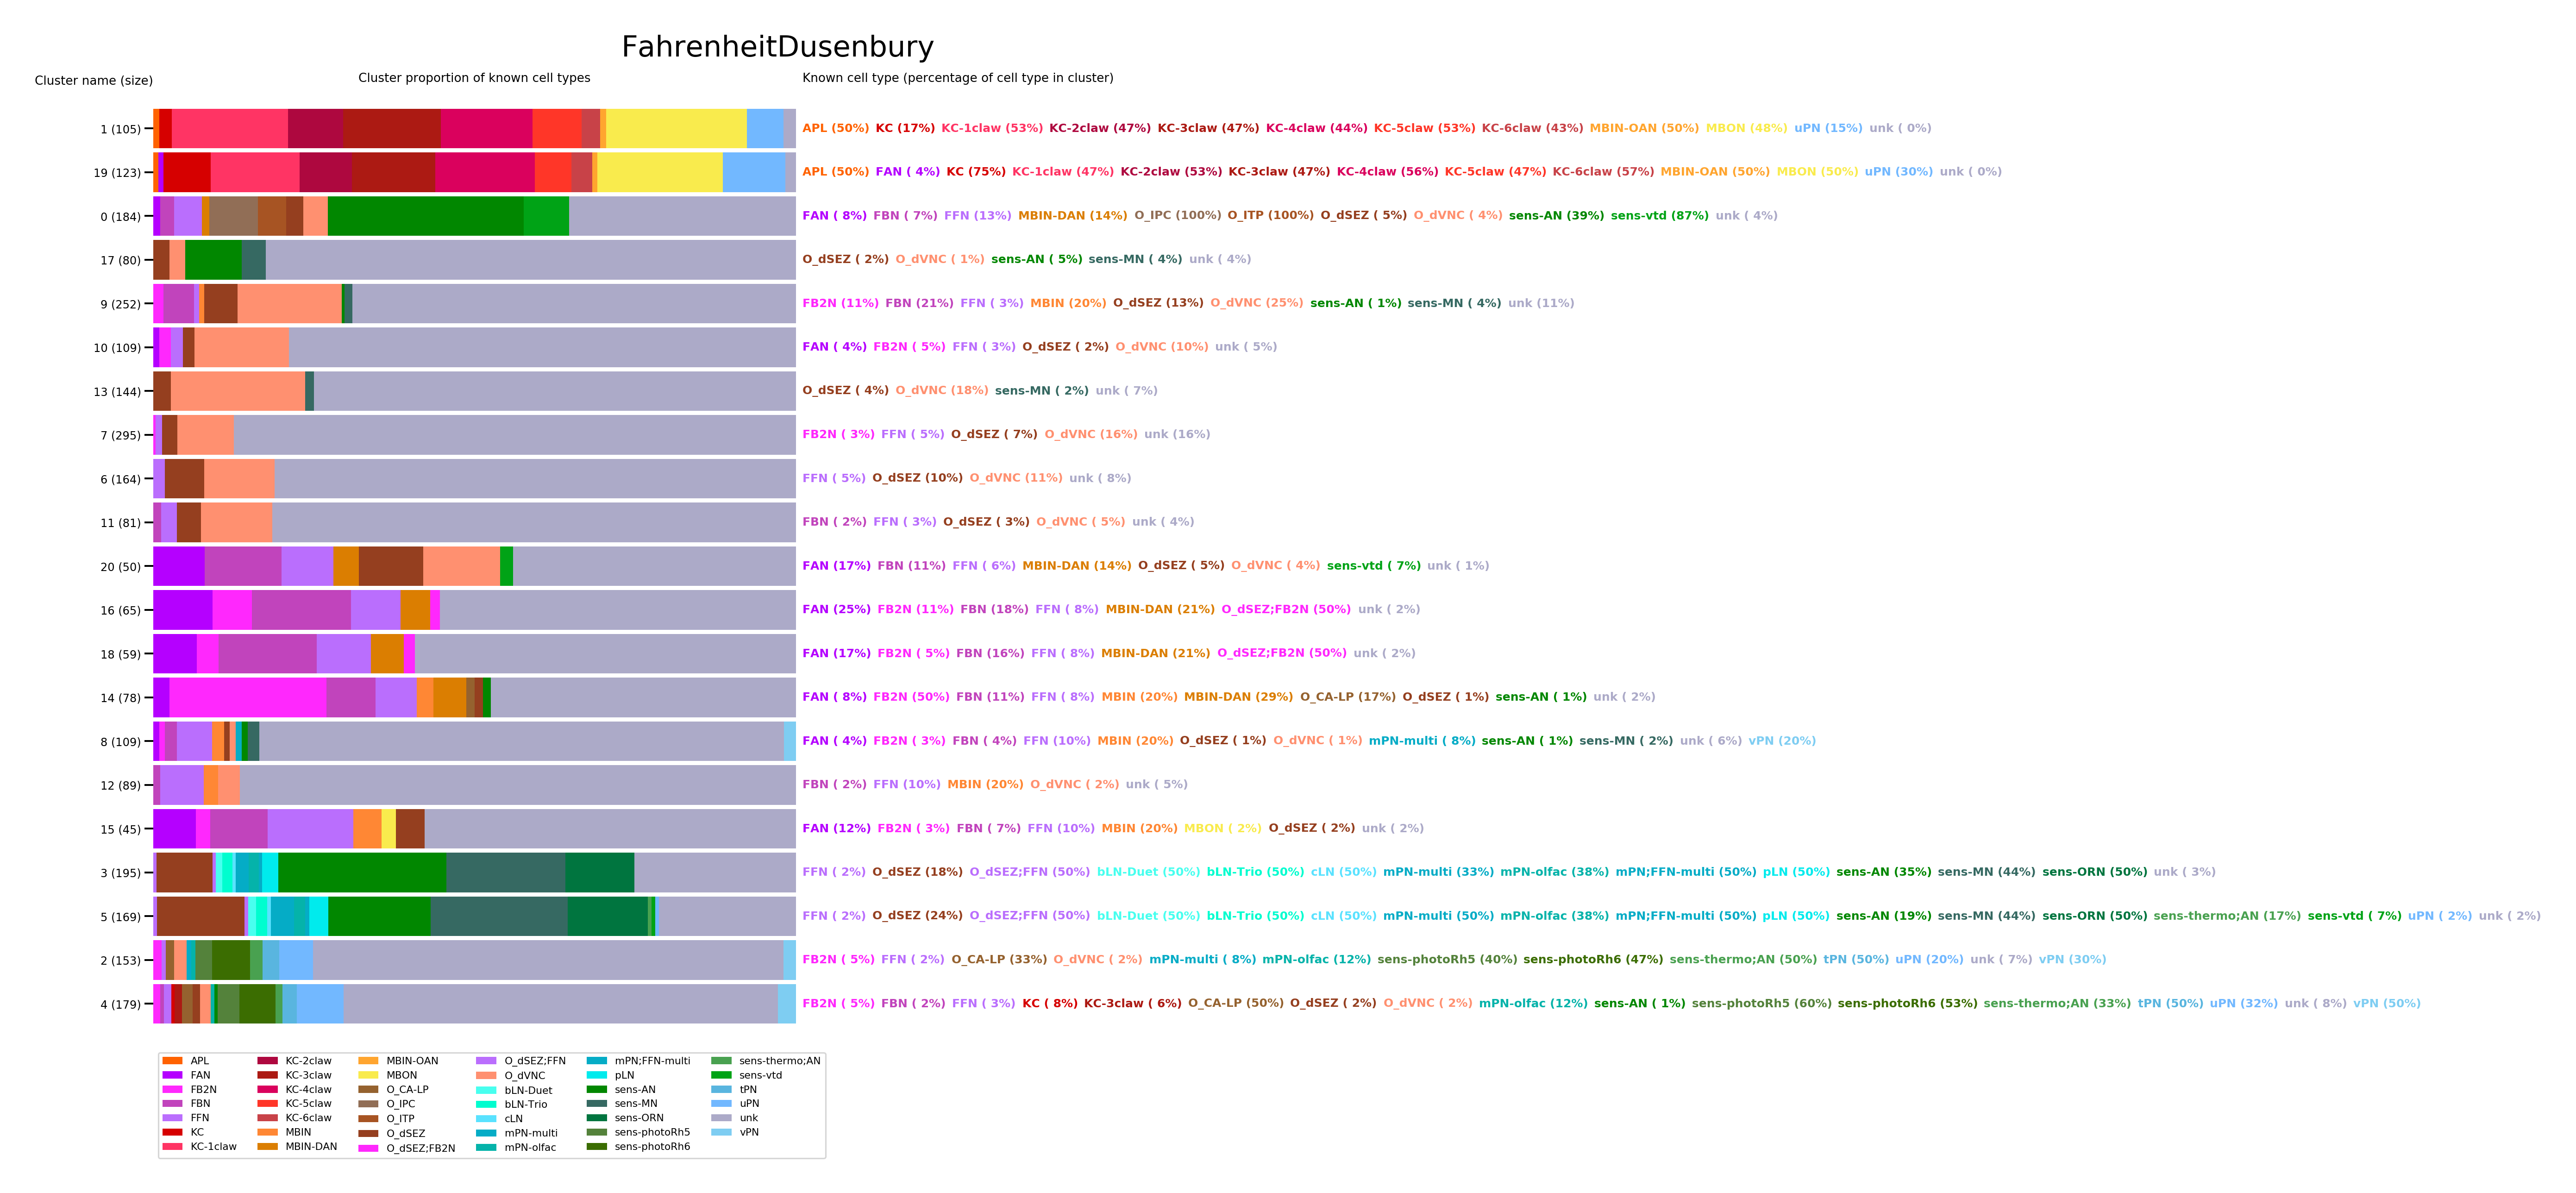 FahrenheitDusenbury
Cluster name (size) Cluster proportion of known cell types Known cell type (percentage of cell type in cluster)
1 (105) APL (50%) KC (17%) KC-1claw (53%) KC-2claw (47%) KC-3claw (47%) KC-4claw (44%) KC-5claw (53%) KC-6claw (43%) MBIN-OAN (50%) MBON (48%) uPN (15%) unk ( 0%)
19 (123) APL (50%) FAN ( 4%) KC (75%) KC-1claw (47%) KC-2claw (53%) KC-3claw (47%) KC-4claw (56%) KC-5claw (47%) KC-6claw (57%) MBIN-OAN (50%) MBON (50%) uPN (30%) unk ( 0%)
0 (184) FAN ( 8%) FBN ( 7%) FFN (13%) MBIN-DAN (14%) O_IPC (100%) O_ITP (100%) O_dSEZ ( 5%) O_dVNC ( 4%) sens-AN (39%) sens-vtd (87%) unk ( 4%)
17 (80) O_dSEZ ( 2%) O_dVNC ( 1%) sens-AN ( 5%) sens-MN ( 4%) unk ( 4%)
9 (252) FB2N (11%) FBN (21%) FFN ( 3%) MBIN (20%) O_dSEZ (13%) O_dVNC (25%) sens-AN ( 1%) sens-MN ( 4%) unk (11%)
10 (109) FAN ( 4%) FB2N ( 5%) FFN ( 3%) O_dSEZ ( 2%) O_dVNC (10%) unk ( 5%)
13 (144) O_dSEZ ( 4%) O_dVNC (18%) sens-MN ( 2%) unk ( 7%)
7 (295) FB2N ( 3%) FFN ( 5%) O_dSEZ ( 7%) O_dVNC (16%) unk (16%)
6 (164) FFN ( 5%) O_dSEZ (10%) O_dVNC (11%) unk ( 8%)
11 (81) FBN ( 2%) FFN ( 3%) O_dSEZ ( 3%) O_dVNC ( 5%) unk ( 4%)
20 (50) FAN (17%) FBN (11%) FFN ( 6%) MBIN-DAN (14%) O_dSEZ ( 5%) O_dVNC ( 4%) sens-vtd ( 7%) unk ( 1%)
16 (65) FAN (25%) FB2N (11%) FBN (18%) FFN ( 8%) MBIN-DAN (21%) O_dSEZ;FB2N (50%) unk ( 2%)
18 (59) FAN (17%) FB2N ( 5%) FBN (16%) FFN ( 8%) MBIN-DAN (21%) O_dSEZ;FB2N (50%) unk ( 2%)
14 (78) FAN ( 8%) FB2N (50%) FBN (11%) FFN ( 8%) MBIN (20%) MBIN-DAN (29%) O_CA-LP (17%) O_dSEZ ( 1%) sens-AN ( 1%) unk ( 2%)
8 (109) FAN ( 4%) FB2N ( 3%) FBN ( 4%) FFN (10%) MBIN (20%) O_dSEZ ( 1%) O_dVNC ( 1%) mPN-multi ( 8%) sens-AN ( 1%) sens-MN ( 2%) unk ( 6%) vPN (20%)
12 (89) FBN ( 2%) FFN (10%) MBIN (20%) O_dVNC ( 2%) unk ( 5%)
15 (45) FAN (12%) FB2N ( 3%) FBN ( 7%) FFN (10%) MBIN (20%) MBON ( 2%) O_dSEZ ( 2%) unk ( 2%)
3 (195) FFN ( 2%) O_dSEZ (18%) O_dSEZ;FFN (50%) bLN-Duet (50%) bLN-Trio (50%) cLN (50%) mPN-multi (33%) mPN-olfac (38%) mPN;FFN-multi (50%) pLN (50%) sens-AN (35%) sens-MN (44%) sens-ORN (50%) unk ( 3%)
5 (169) FFN ( 2%) O_dSEZ (24%) O_dSEZ;FFN (50%) bLN-Duet (50%) bLN-Trio (50%) cLN (50%) mPN-multi (50%) mPN-olfac (38%) mPN;FFN-multi (50%) pLN (50%) sens-AN (19%) sens-MN (44%) sens-ORN (50%) sens-thermo;AN (17%) sens-vtd ( 7%) uPN ( 2%) unk ( 2%)
2 (153) FB2N ( 5%) FFN ( 2%) O_CA-LP (33%) O_dVNC ( 2%) mPN-multi ( 8%) mPN-olfac (12%) sens-photoRh5 (40%) sens-photoRh6 (47%) sens-thermo;AN (50%) tPN (50%) uPN (20%) unk ( 7%) vPN (30%)
4 (179) FB2N ( 5%) FBN ( 2%) FFN ( 3%) KC ( 8%) KC-3claw ( 6%) O_CA-LP (50%) O_dSEZ ( 2%) O_dVNC ( 2%) mPN-olfac (12%) sens-AN ( 1%) sens-photoRh5 (60%) sens-photoRh6 (53%) sens-thermo;AN (33%) tPN (50%) uPN (32%) unk ( 8%) vPN (50%)
APL KC-2claw MBIN-OAN O_dSEZ;FFN mPN;FFN-multi sens-thermo;AN
FAN KC-3claw MBON O_dVNC pLN sens-vtd
FB2N KC-4claw O_CA-LP bLN-Duet sens-AN tPN
FBN KC-5claw O_IPC bLN-Trio sens-MN uPN
FFN KC-6claw O_ITP cLN sens-ORN unk
KC MBIN O_dSEZ mPN-multi sens-photoRh5 vPN
KC-1claw MBIN-DAN O_dSEZ;FB2N mPN-olfac sens-photoRh6